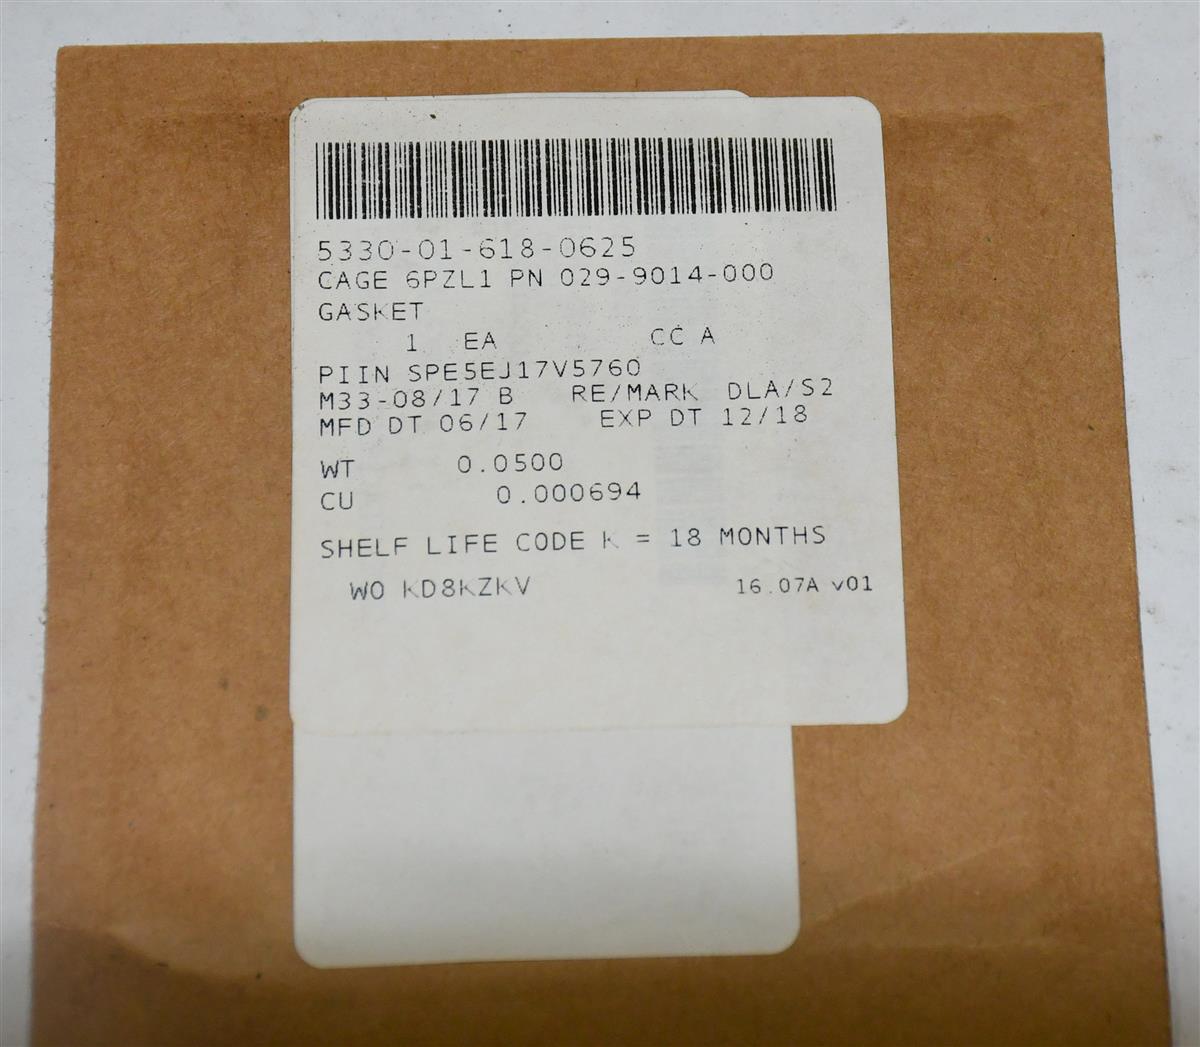 5330-01-618-0625
CAGE 6PZL1 PN 029-9014-000
GASKET
1 EA CC A
PIIN SPE5EJ17V5760
M33-08/17 B RE/MARK DLA/S2
MFD DT 06/17 EXP DT 12/18
WT 0.0500
CU 0.000694
SHELF LIFE CODE K = 18 MONTHS
WO KD8KZKV 16.07A v01